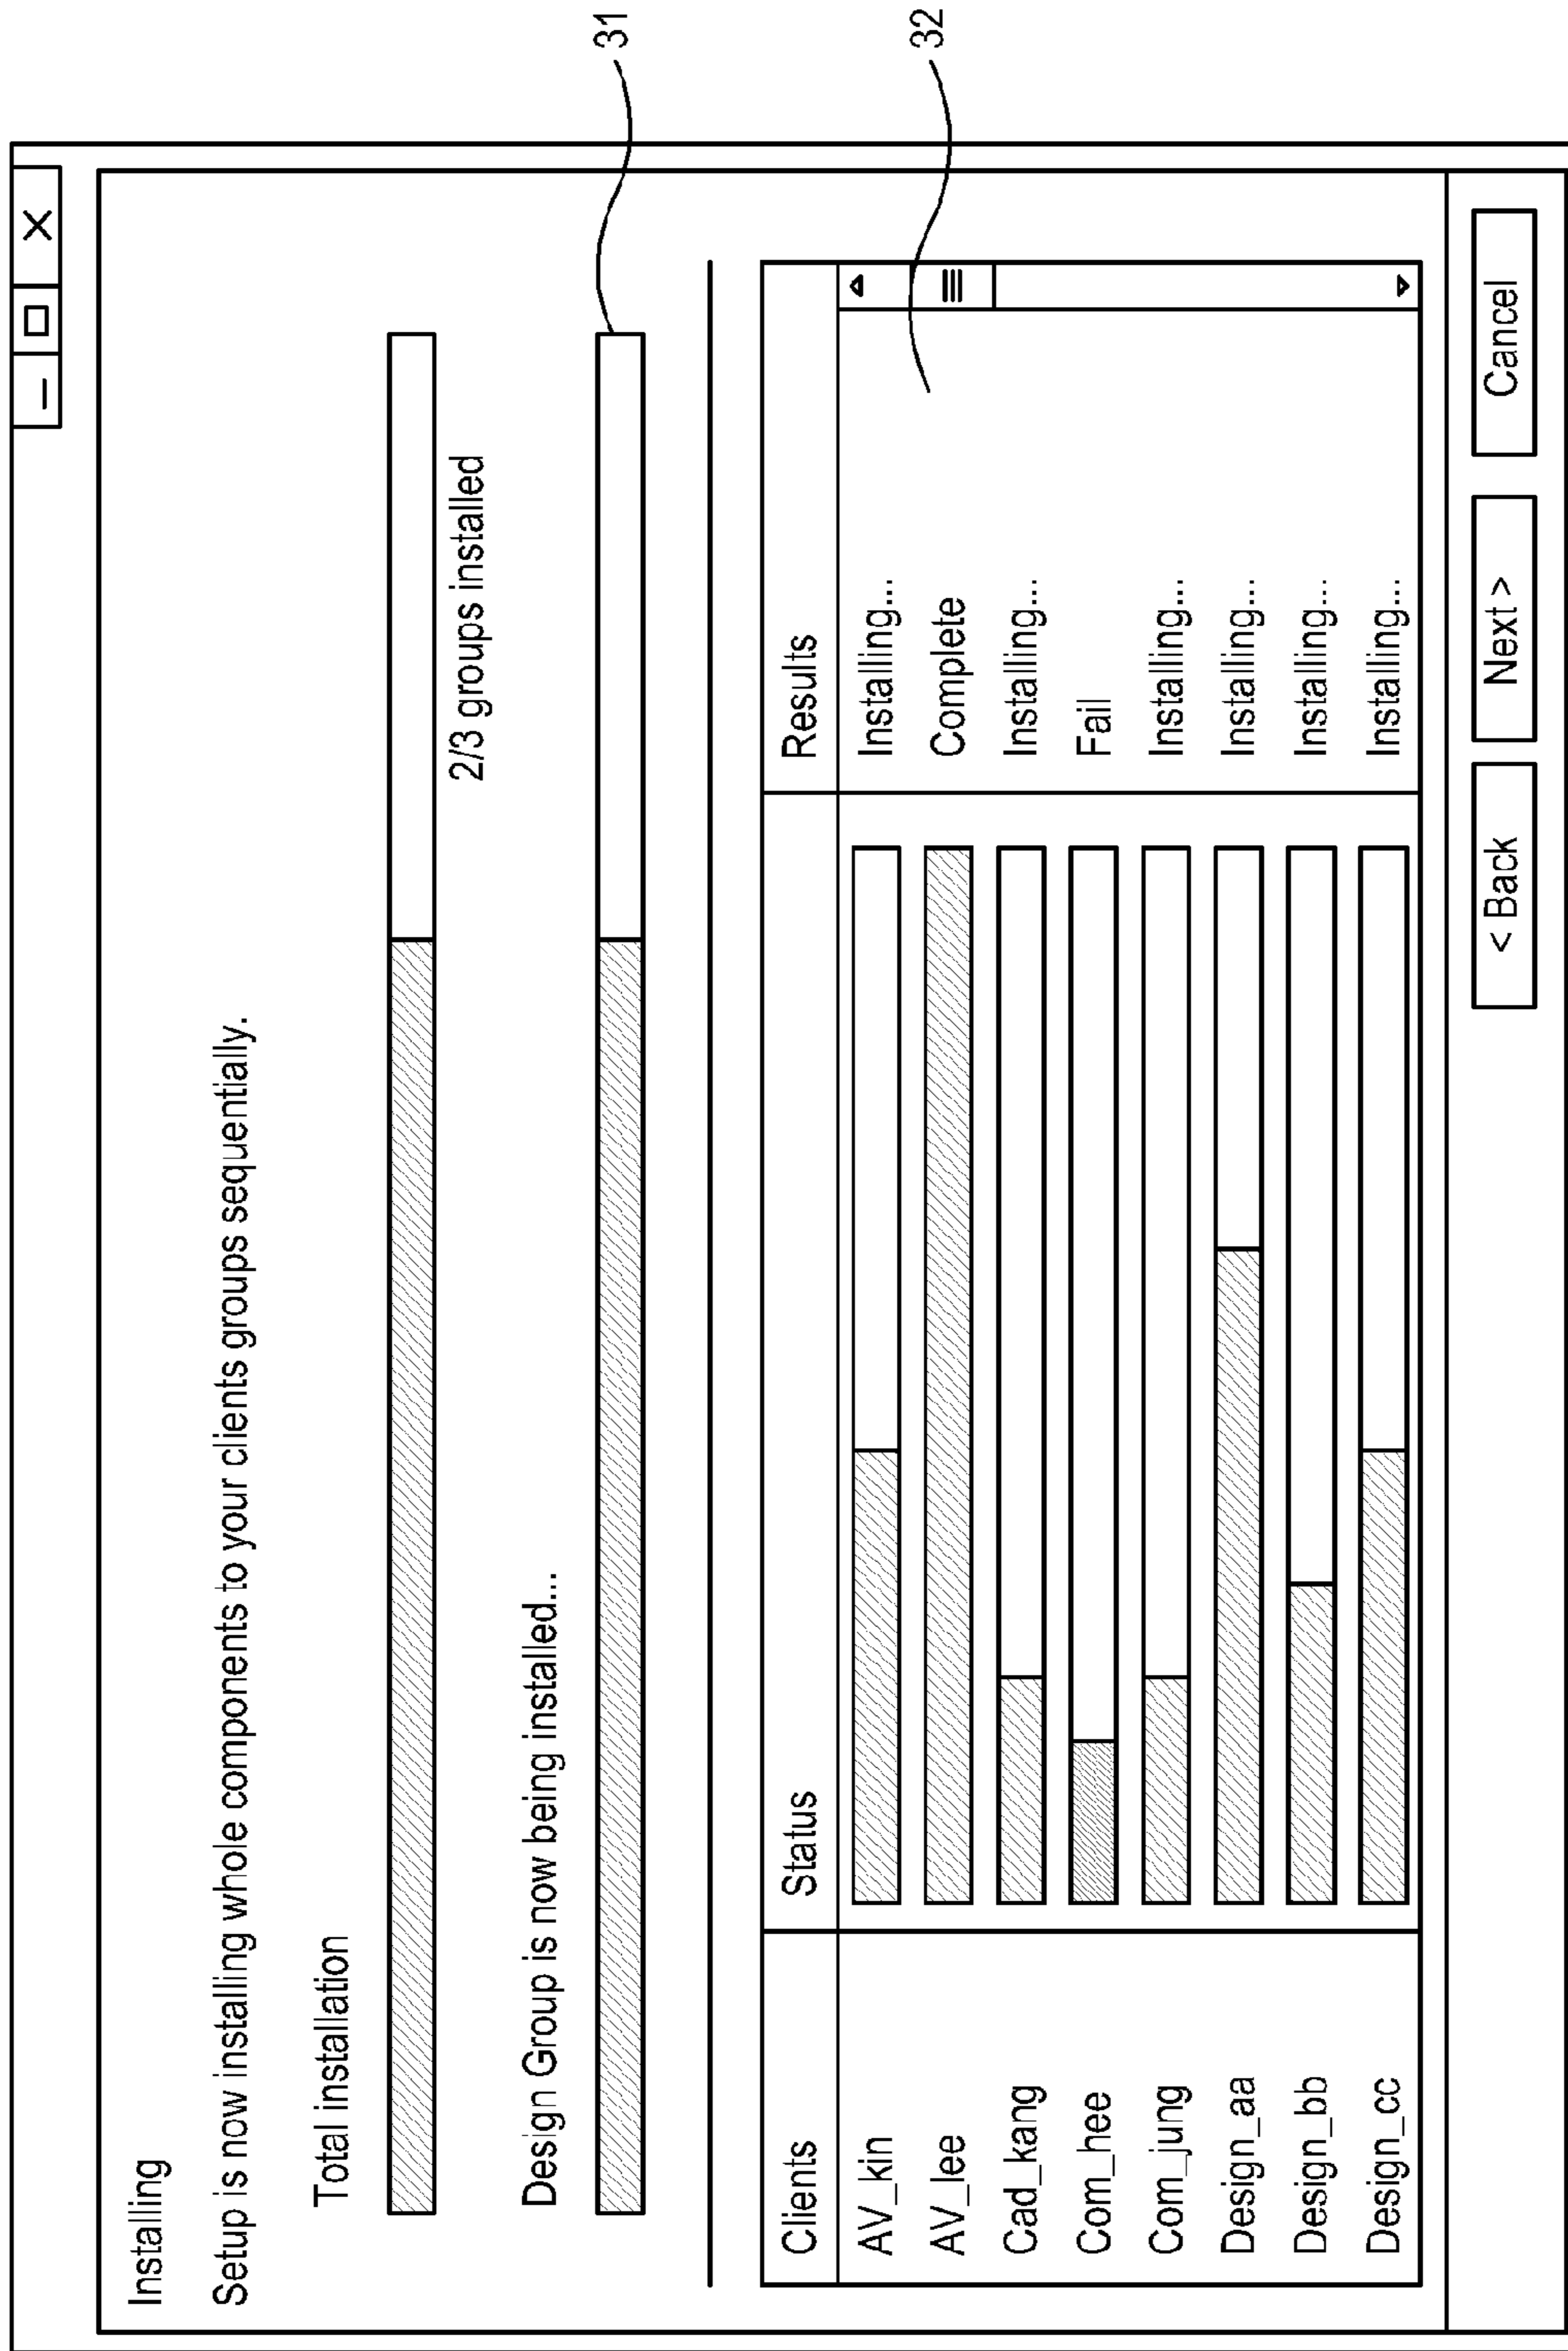 Installing
Setup is now installing whole components to your clients groups sequentially.
Total installation
2/3 groups installed
Design Group is now being installed...
31
Clients Status Results
AV_kin Installing...
AV_lee Complete
Cad_kang Installing...
Com_hee Fail
Com_jung Installing...
Design_aa Installing...
Design_bb Installing...
Design_cc Installing...
32
< Back Next > Cancel